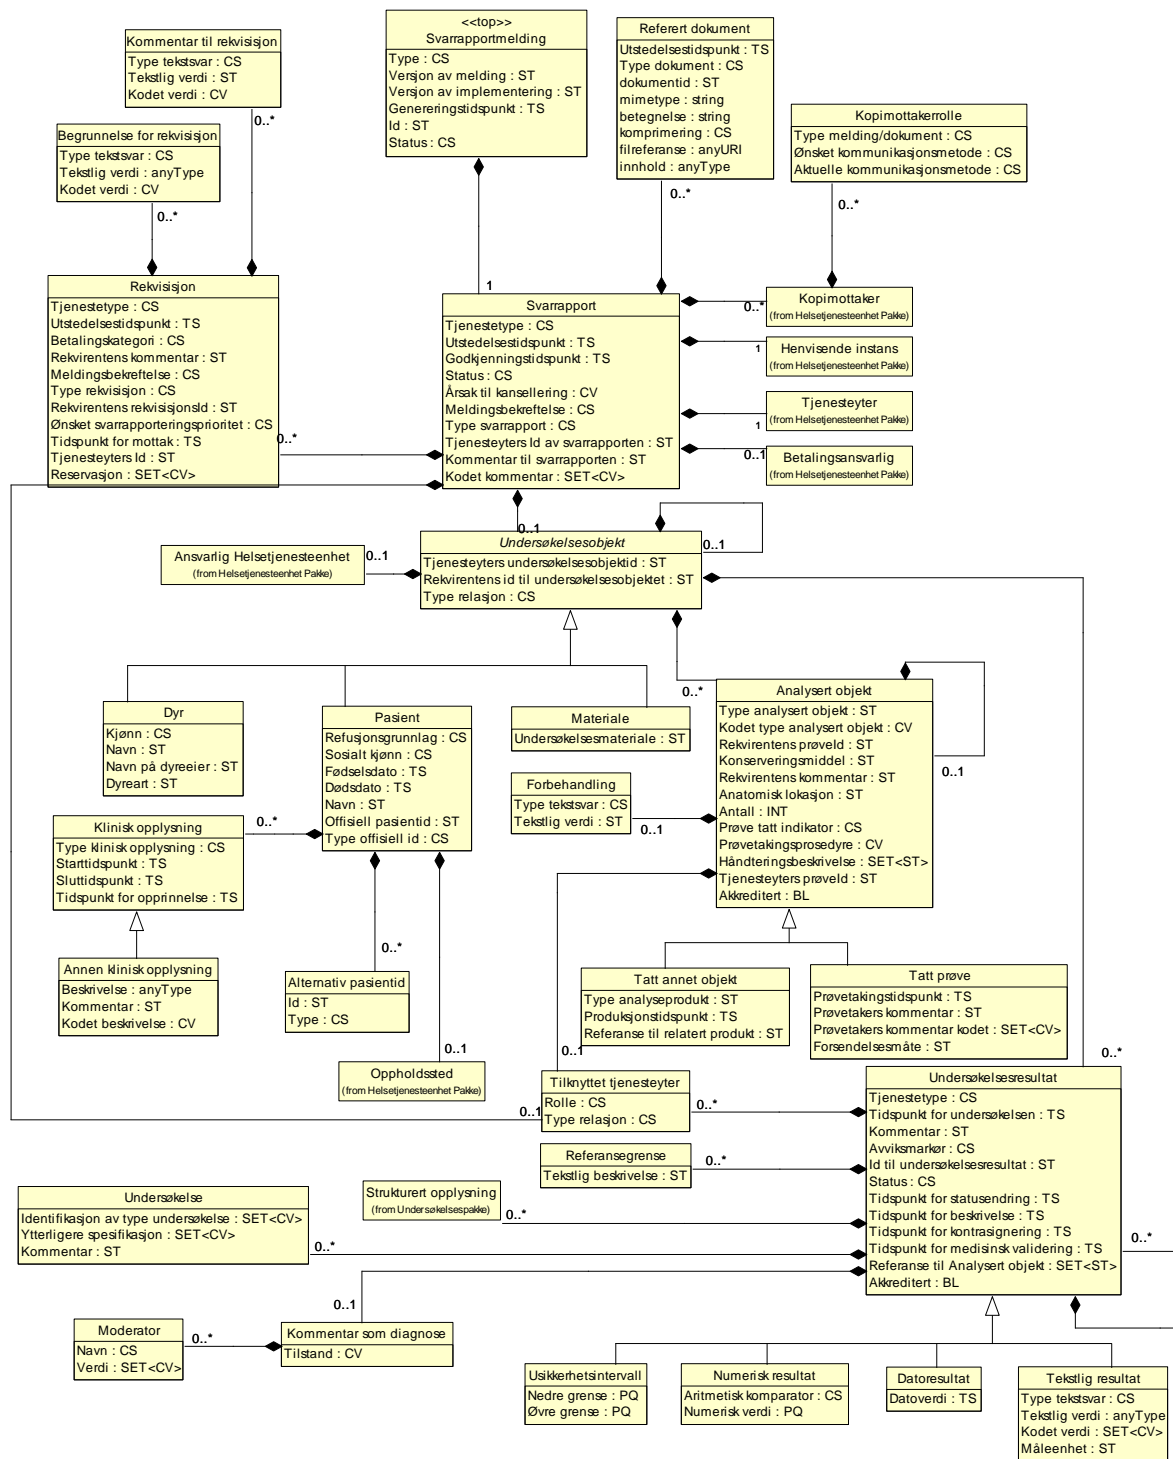 Kommentar til rekvisisjon
Type tekstsvar : CS
Tekstlig verdi : ST
Kodet verdi : CV
0..*
<<top>>
Svarrapportmelding
Type : CS
Versjon av melding : ST
Versjon av implementering : ST
Genereringstidspunkt : TS
Id : ST
Status : CS
1
Referert dokument
Utstedelsestidspunkt : TS
Type dokument : CS
dokumentid : ST
mimetype : string
betegnelse : string
komprimering : CS
filreferanse : anyURI
innhold : anyType
0..*
Kopimottakerrolle
Type melding/dokument : CS
Ønsket kommunikasjonsmetode : CS
Aktuelle kommunikasjonsmetode : CS
0..*
Begrunnelse for rekvisisjon
Type tekstsvar : CS
Tekstlig verdi : anyType
Kodet verdi : CV
0..*
Rekvisisjon
Tjenestetype : CS
Utstedelsestidspunkt : TS
Betalingskategori : CS
Rekvirentens kommentar : ST
Meldingsbekreftelse : CS
Type rekvisisjon : CS
Rekvirentens rekvisisjonsId : ST
Ønsket svarrapporteringsprioritet : CS
Tidspunkt for mottak : TS
Tjenesteyters Id : ST
Reservasjon : SET<CV>
0..*
Svarrapport
Tjenestetype : CS
Utstedelsestidspunkt : TS
Godkjenningstidspunkt : TS
Status : CS
Årsak til kansellering : CV
Meldingsbekreftelse : CS
Type svarrapport : CS
Tjenesteyters Id av svarrapporten : ST
Kommentar til svarrapporten : ST
Kodet kommentar : SET<CV>
0..*
Kopimottaker
(from Helsetjenesteenhet Pakke)
1
Henvisende instans
(from Helsetjenesteenhet Pakke)
1
Tjenesteyter
(from Helsetjenesteenhet Pakke)
0..1
Betalingsansvarlig
(from Helsetjenesteenhet Pakke)
0..1
Undersøkelsesobjekt
Tjenesteyters undersøkelsesobjektid : ST
Rekvirentens id til undersøkelsesobjektet : ST
Type relasjon : CS
0..1
Ansvarlig Helsetjenesteenhet
(from Helsetjenesteenhet Pakke)
0..1
Dyr
Kjønn : CS
Navn : ST
Navn på dyreeier : ST
Dyreart : ST
Pasient
Refusjonsgrunnlag : CS
Sosialt kjønn : CS
Fødselsdato : TS
Dødsdato : TS
Navn : ST
Offisiell pasientid : ST
Type offisiell id : CS
Materiale
Undersøkelsesmateriale : ST
0..*
Analysert objekt
Type analysert objekt : ST
Kodet type analysert objekt : CV
Rekvirentens prøveId : ST
Konserveringsmiddel : ST
Rekvirentens kommentar : ST
Anatomisk lokasjon : ST
Antall : INT
Prøve tatt indikator : CS
Prøvetakingsprosedyre : CV
Håndteringsbeskrivelse : SET<ST>
Tjenesteyters prøveId : ST
Akkreditert : BL
0..1
Forbehandling
Type tekstsvar : CS
Tekstlig verdi : ST
0..1
Klinisk opplysning
Type klinisk opplysning : CS
Starttidspunkt : TS
Sluttidspunkt : TS
Tidspunkt for opprinnelse : TS
0..*
Annen klinisk opplysning
Beskrivelse : anyType
Kommentar : ST
Kodet beskrivelse : CV
0..*
Alternativ pasientid
Id : ST
Type : CS
0..1
Oppholdssted
(from Helsetjenesteenhet Pakke)
Tatt annet objekt
Type analyseprodukt : ST
Produksjonstidspunkt : TS
Referanse til relatert produkt : ST
Tatt prøve
Prøvetakingstidspunkt : TS
Prøvetakers kommentar : ST
Prøvetakers kommentar kodet : SET<CV>
Forsendelsesmåte : ST
0..1
0..1
Tilknyttet tjenesteyter
Rolle : CS
Type relasjon : CS
0..*
0..*
Undersøkelsesresultat
Tjenestetype : CS
Tidspunkt for undersøkelsen : TS
Kommentar : ST
Avviksmarkør : CS
Id til undersøkelsesresultat : ST
Status : CS
Tidspunkt for statusendring : TS
Tidspunkt for beskrivelse : TS
Tidspunkt for kontrasignering : TS
Tidspunkt for medisinsk validering : TS
Referanse til Analysert objekt : SET<ST>
Akkreditert : BL
0..*
Referansegrense
Tekstlig beskrivelse : ST
0..*
Strukturert opplysning
(from Undersøkelsespakke)
0..*
Undersøkelse
Identifikasjon av type undersøkelse : SET<CV>
Ytterligere spesifikasjon : SET<CV>
Kommentar : ST
0..*
0..1
Moderator
Navn : CS
Verdi : SET<CV>
0..*
Kommentar som diagnose
Tilstand : CV
Usikkerhetsintervall
Nedre grense : PQ
Øvre grense : PQ
Numerisk resultat
Aritmetisk komparator : CS
Numerisk verdi : PQ
Datoresultat
Datoverdi : TS
Tekstlig resultat
Type tekstsvar : CS
Tekstlig verdi : anyType
Kodet verdi : SET<CV>
Måleenhet : ST